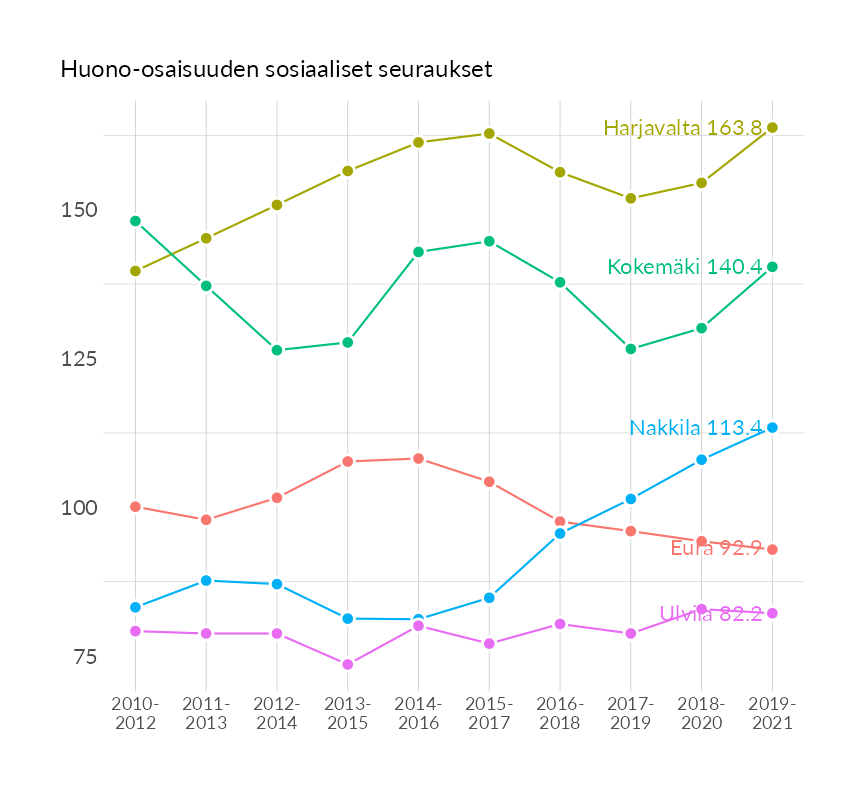 Huono-osaisuuden sosiaaliset seuraukset
Harjavalta 163.8
150
Kokemäki 140.4
125
Nakkila 113.4
100
Eura 92.9
Ulvila 82.2
75
2010- 2011- 2012- 2013- 2014- 2015- 2016- 2017- 2018- 2019-
2012 2013 2014 2015 2016 2017 2018 2019 2020 2021